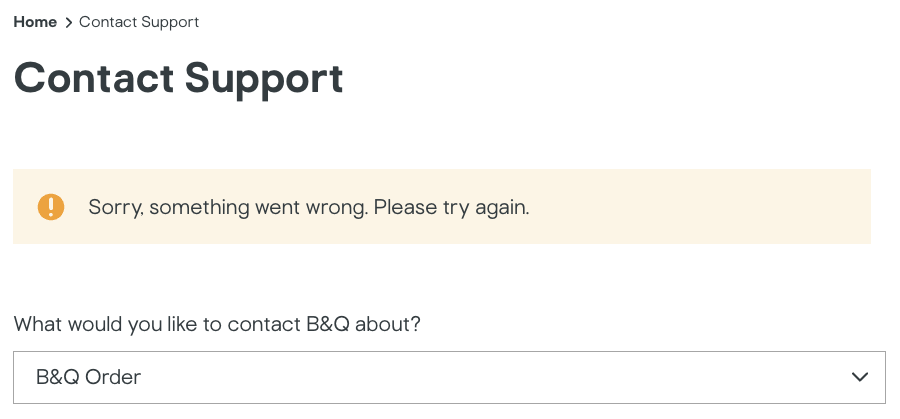 Home > Contact Support
Contact Support
Sorry, something went wrong. Please try again.
What would you like to contact B&Q about?
B&Q Order